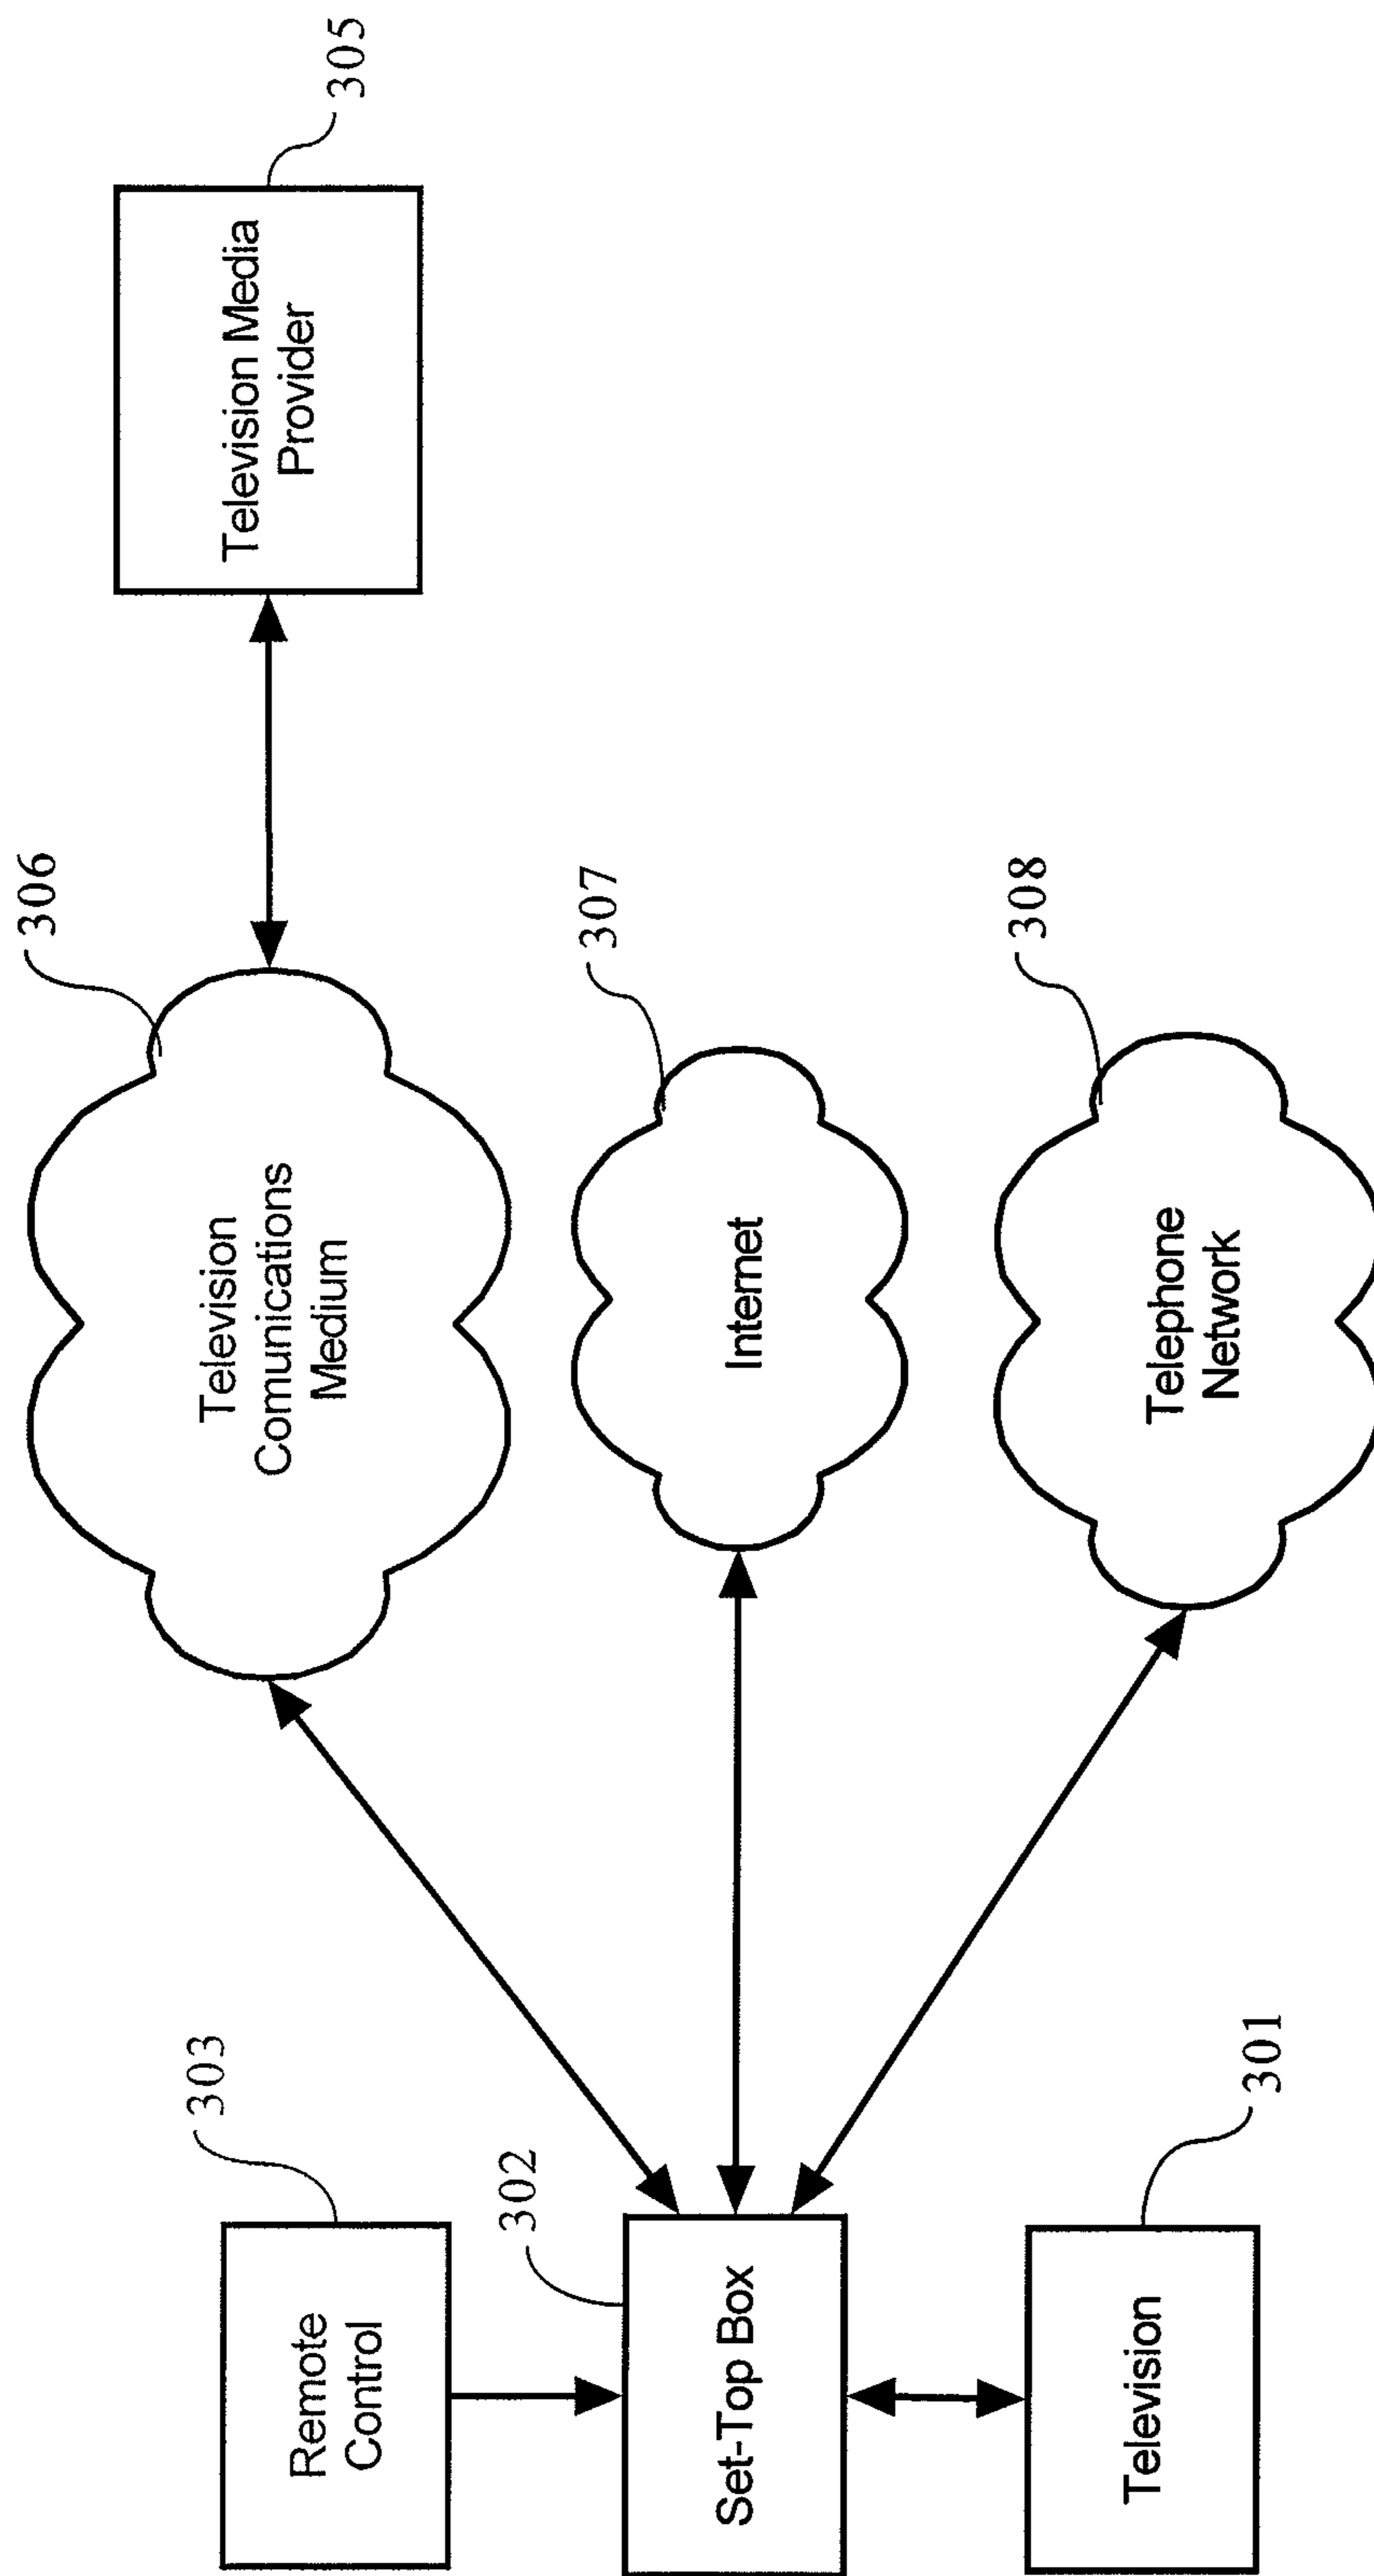 305
Television Media
Provider
306
Television
Comunications
Medium
307
Internet
308
Telephone
Network
303
Remote
Control
302
Set-Top Box
301
Television